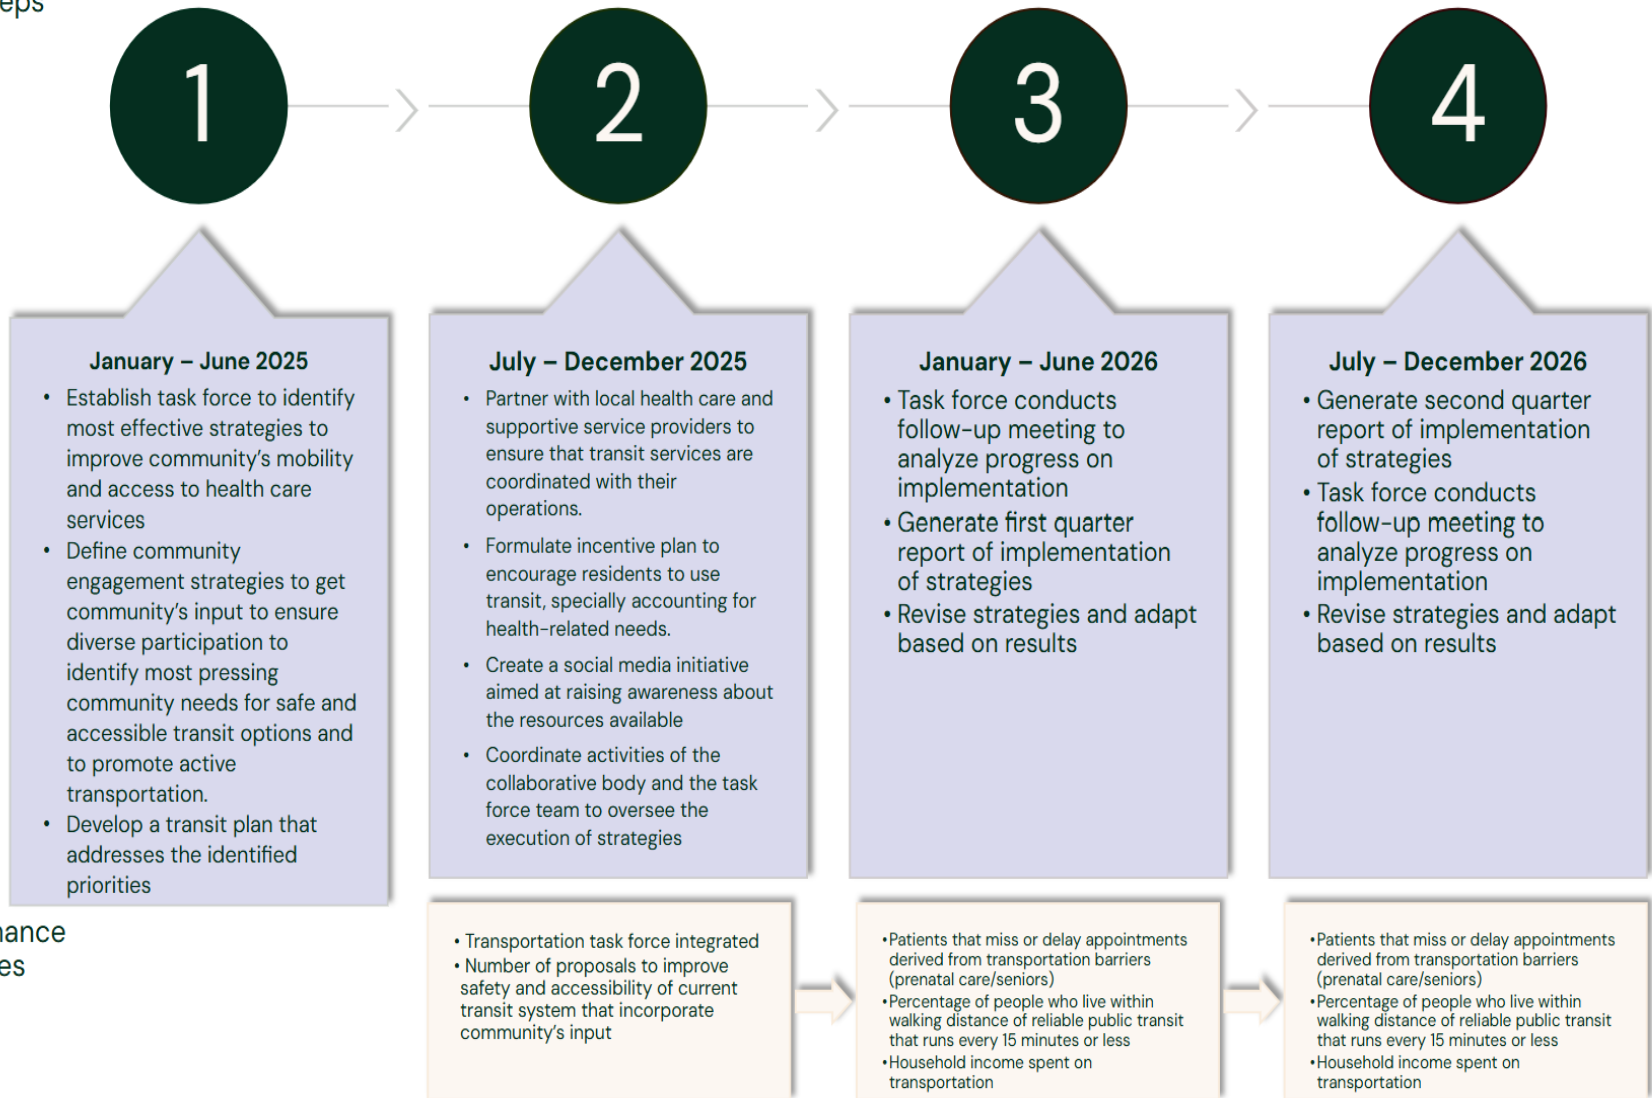 1
2
3
4
January – June 2025
• Establish task force to identify
most effective strategies to
improve community's mobility
and access to health care
services
• Define community
engagement strategies to get
community's input to ensure
diverse participation to
identify most pressing
community needs for safe and
accessible transit options and
to promote active
transportation.
• Develop a transit plan that
addresses the identified
priorities
July – December 2025
• Partner with local health care and
supportive service providers to
ensure that transit services are
coordinated with their
operations.
• Formulate incentive plan to
encourage residents to use
transit, specially accounting for
health-related needs.
• Create a social media initiative
aimed at raising awareness about
the resources available
• Coordinate activities of the
collaborative body and the task
force team to oversee the
execution of strategies
January – June 2026
• Task force conducts
follow-up meeting to
analyze progress on
implementation
• Generate first quarter
report of implementation
of strategies
• Revise strategies and adapt
based on results
July – December 2026
• Generate second quarter
report of implementation
of strategies
• Task force conducts
follow-up meeting to
analyze progress on
implementation
• Revise strategies and adapt
based on results
• Transportation task force integrated
• Number of proposals to improve
safety and accessibility of current
transit system that incorporate
community's input
•Patients that miss or delay appointments
derived from transportation barriers
(prenatal care/seniors)
•Percentage of people who live within
walking distance of reliable public transit
that runs every 15 minutes or less
•Household income spent on
transportation
•Patients that miss or delay appointments
derived from transportation barriers
(prenatal care/seniors)
•Percentage of people who live within
walking distance of reliable public transit
that runs every 15 minutes or less
•Household income spent on
transportation